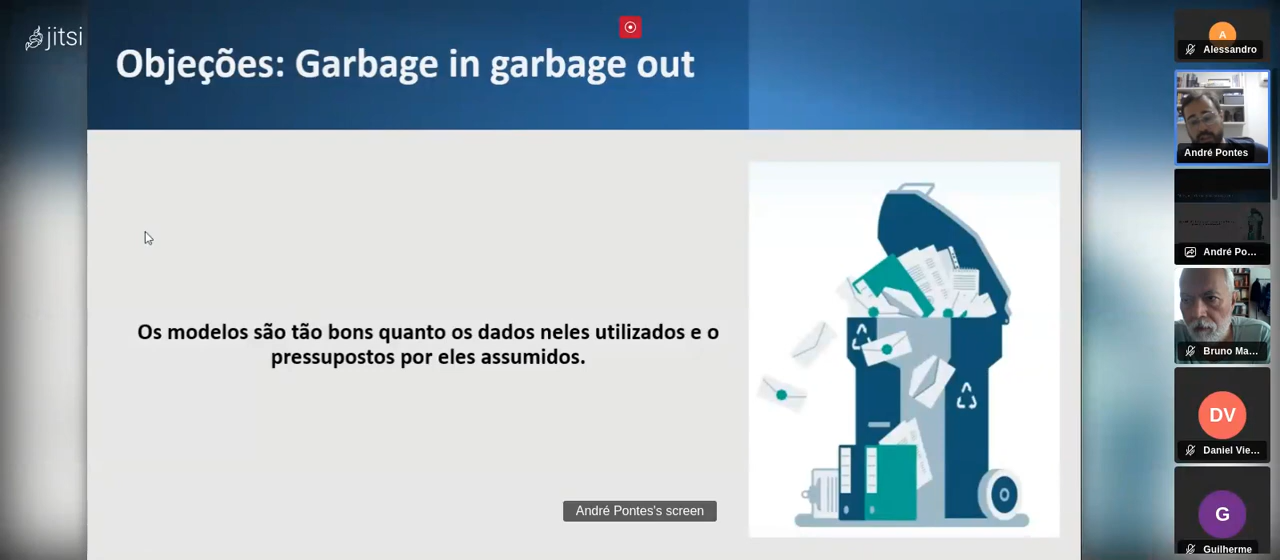 jitsi
Objeções: Garbage in garbage out
Os modelos são tão bons quanto os dados neles utilizados e o
pressupostos por eles assumidos.
André Pontes's screen
A
Alessandro
André Pontes
André Po...
Bruno Ma...
DV
Daniel Vie...
G
Guilherme